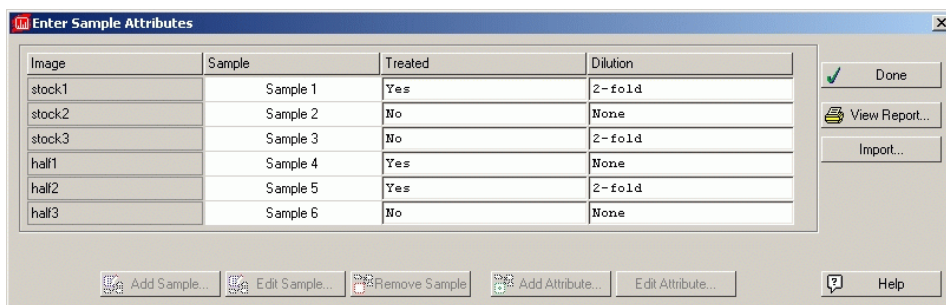 Enter Sample Attributes
Image Sample Treated Dilution
stock1 Sample 1 Yes 2-fold
stock2 Sample 2 No None
stock3 Sample 3 No 2-fold
half1 Sample 4 Yes None
half2 Sample 5 Yes 2-fold
half3 Sample 6 No None
Done
View Report...
Import...
Add Sample... Edit Sample... Remove Sample Add Attribute... Edit Attribute... Help